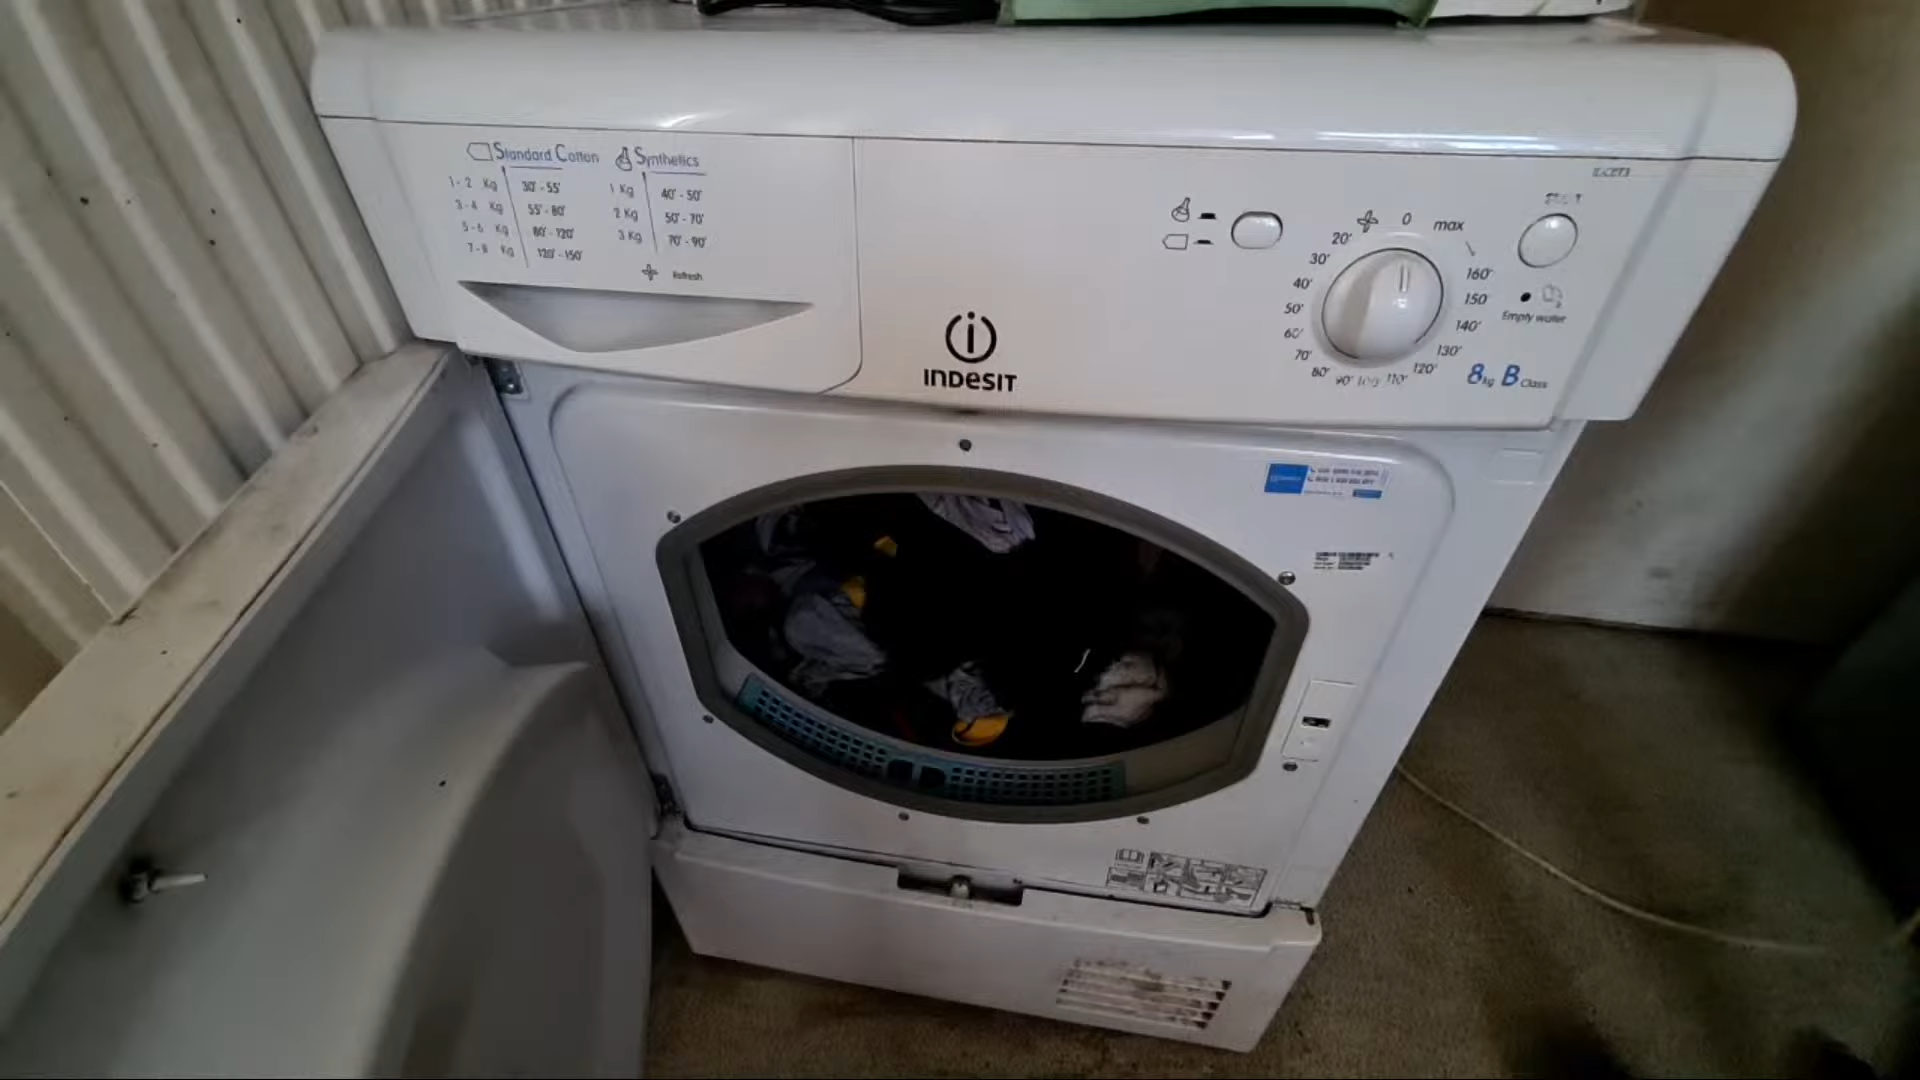 Standard Cotton
1 - 2 Kg 30' - 55'
3 - 4 Kg 55' - 80'
5 - 6 Kg 80' - 120'
7 - 8 Kg 120' - 150'
Synthetics
1 Kg 40' - 50'
2 Kg 50' - 70'
3 Kg 70' - 90'
Refresh
indesit
0
max
160'
150'
140'
130'
120'
110'
100'
90'
80'
70'
60'
50'
40'
30'
20'
Empty water
8kg B Class